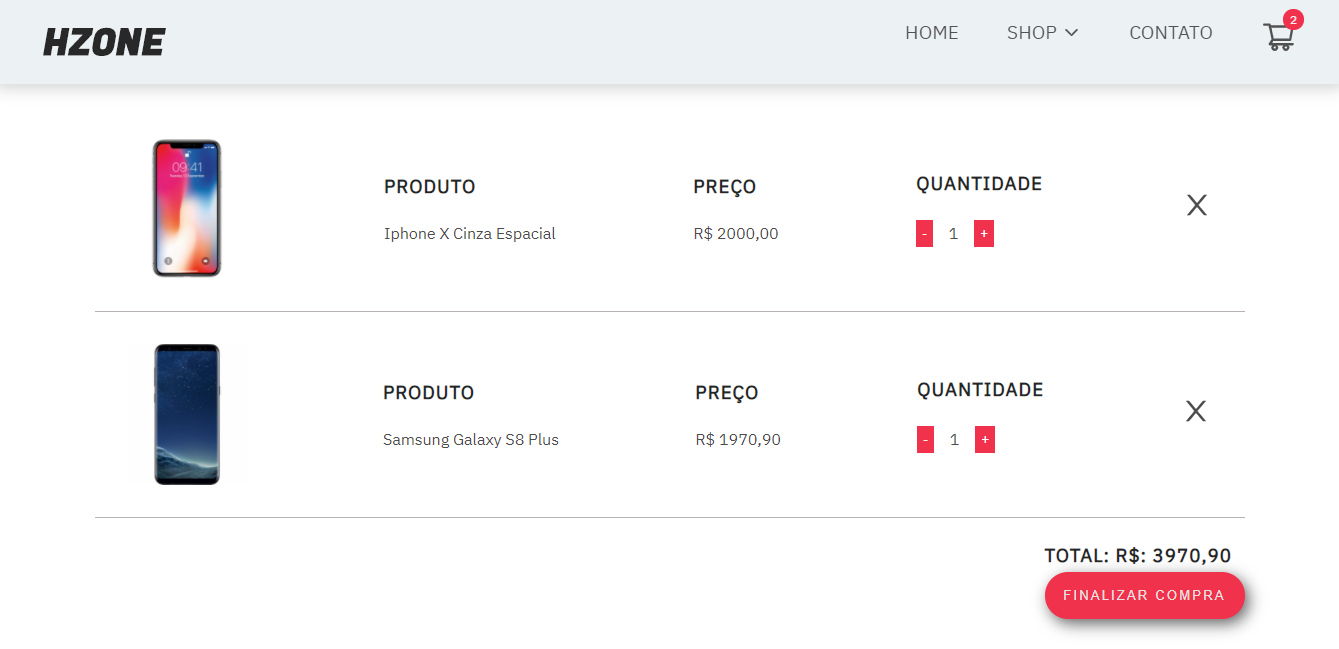 HZONE
HOME SHOP CONTATO 2
09:41
PRODUTO PREÇO QUANTIDADE
X
Iphone X Cinza Espacial R$ 2000,00 - 1 +
PRODUTO PREÇO QUANTIDADE
X
Samsung Galaxy S8 Plus R$ 1970,90 - 1 +
TOTAL: R$: 3970,90
FINALIZAR COMPRA